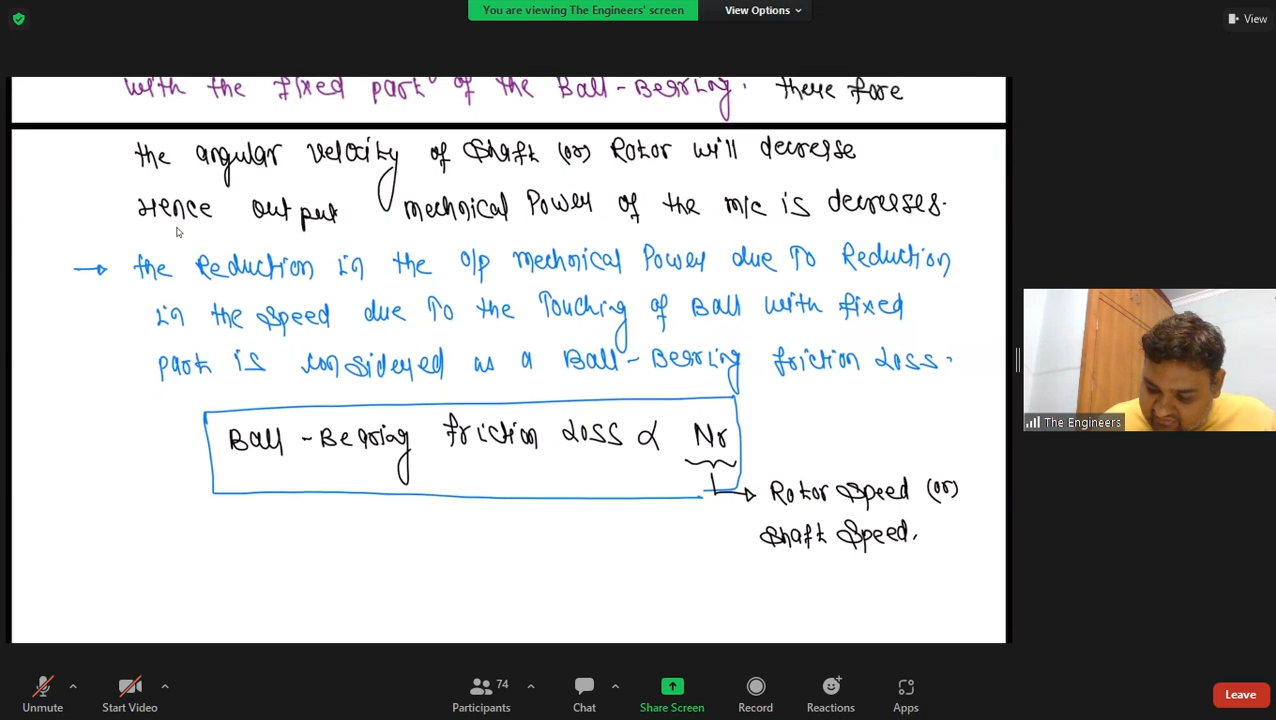 You are viewing The Engineers' screen
View Options
View
with the fixed part of the Ball-Bearing. there fore
the angular velocity of shaft (or) Rotor will decrease
Hence output mechnical Power of the m/c is decreases.
→ the Reduction in the o/p mechnical Power due To Reduction
in the speed due To the Touching of Ball with fixed
part is considered as a Ball-Bearing friction Loss.
Ball-Bearing friction Loss ∝ Nr
Rotor speed (or)
shaft speed.
The Engineers
74
Unmute
Start Video
Participants
Chat
Share Screen
Record
Reactions
Apps
Leave